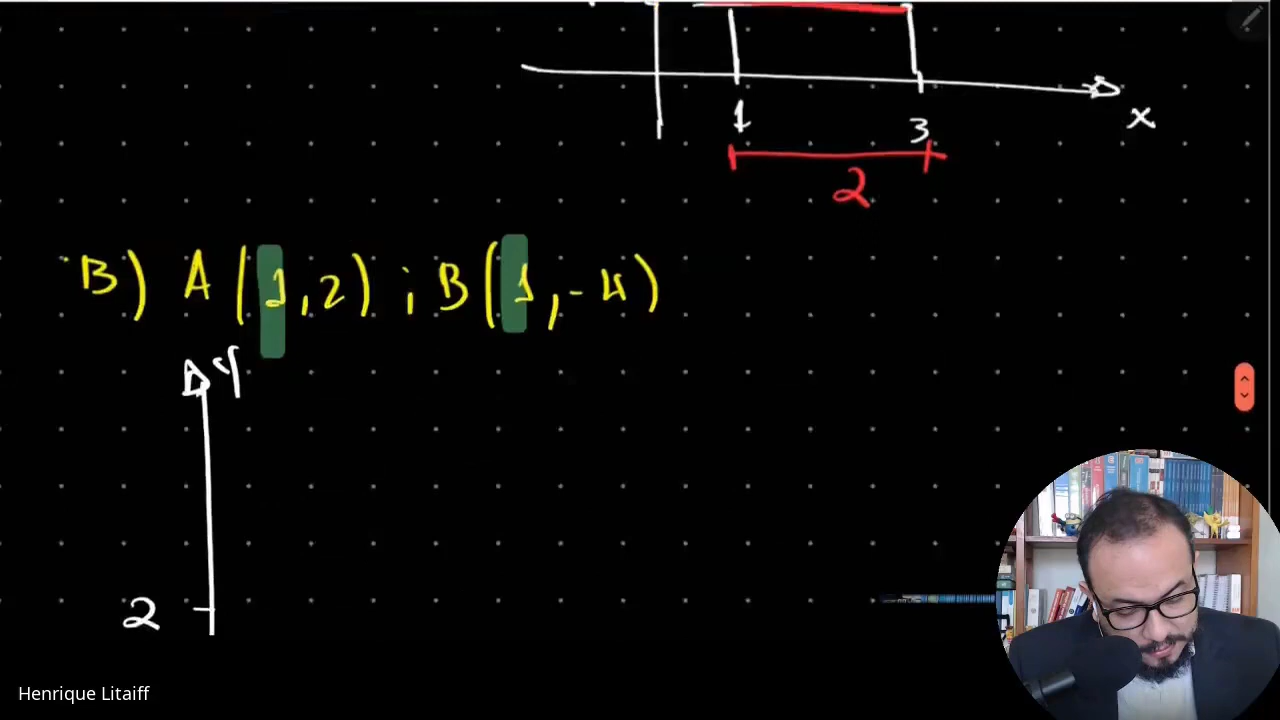 1 3 x
2
B) A(1,2) ; B(1,-4)
y
2
Henrique Litaiff